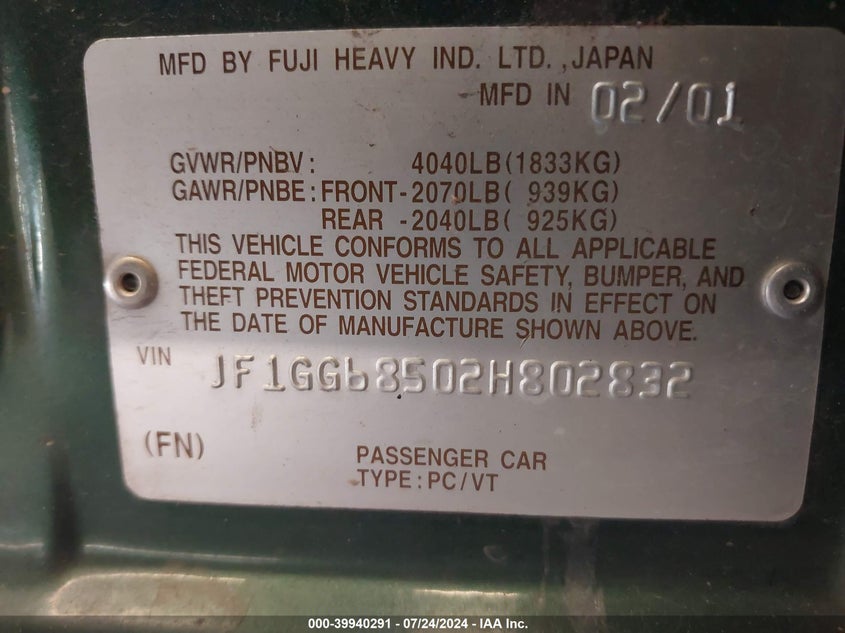 MFD BY FUJI HEAVY IND. LTD.,JAPAN
MFD IN 02/01
GVWR/PNBV: 4040LB(1833KG)
GAWR/PNBE: FRONT-2070LB( 939KG)
REAR -2040LB( 925KG)
THIS VEHICLE CONFORMS TO ALL APPLICABLE
FEDERAL MOTOR VEHICLE SAFETY, BUMPER, AND
THEFT PREVENTION STANDARDS IN EFFECT ON
THE DATE OF MANUFACTURE SHOWN ABOVE.
VIN JF1GG68502H802832
(FN)
PASSENGER CAR
TYPE:PC/VT
000-39940291 - 07/24/2024 - IAA Inc.